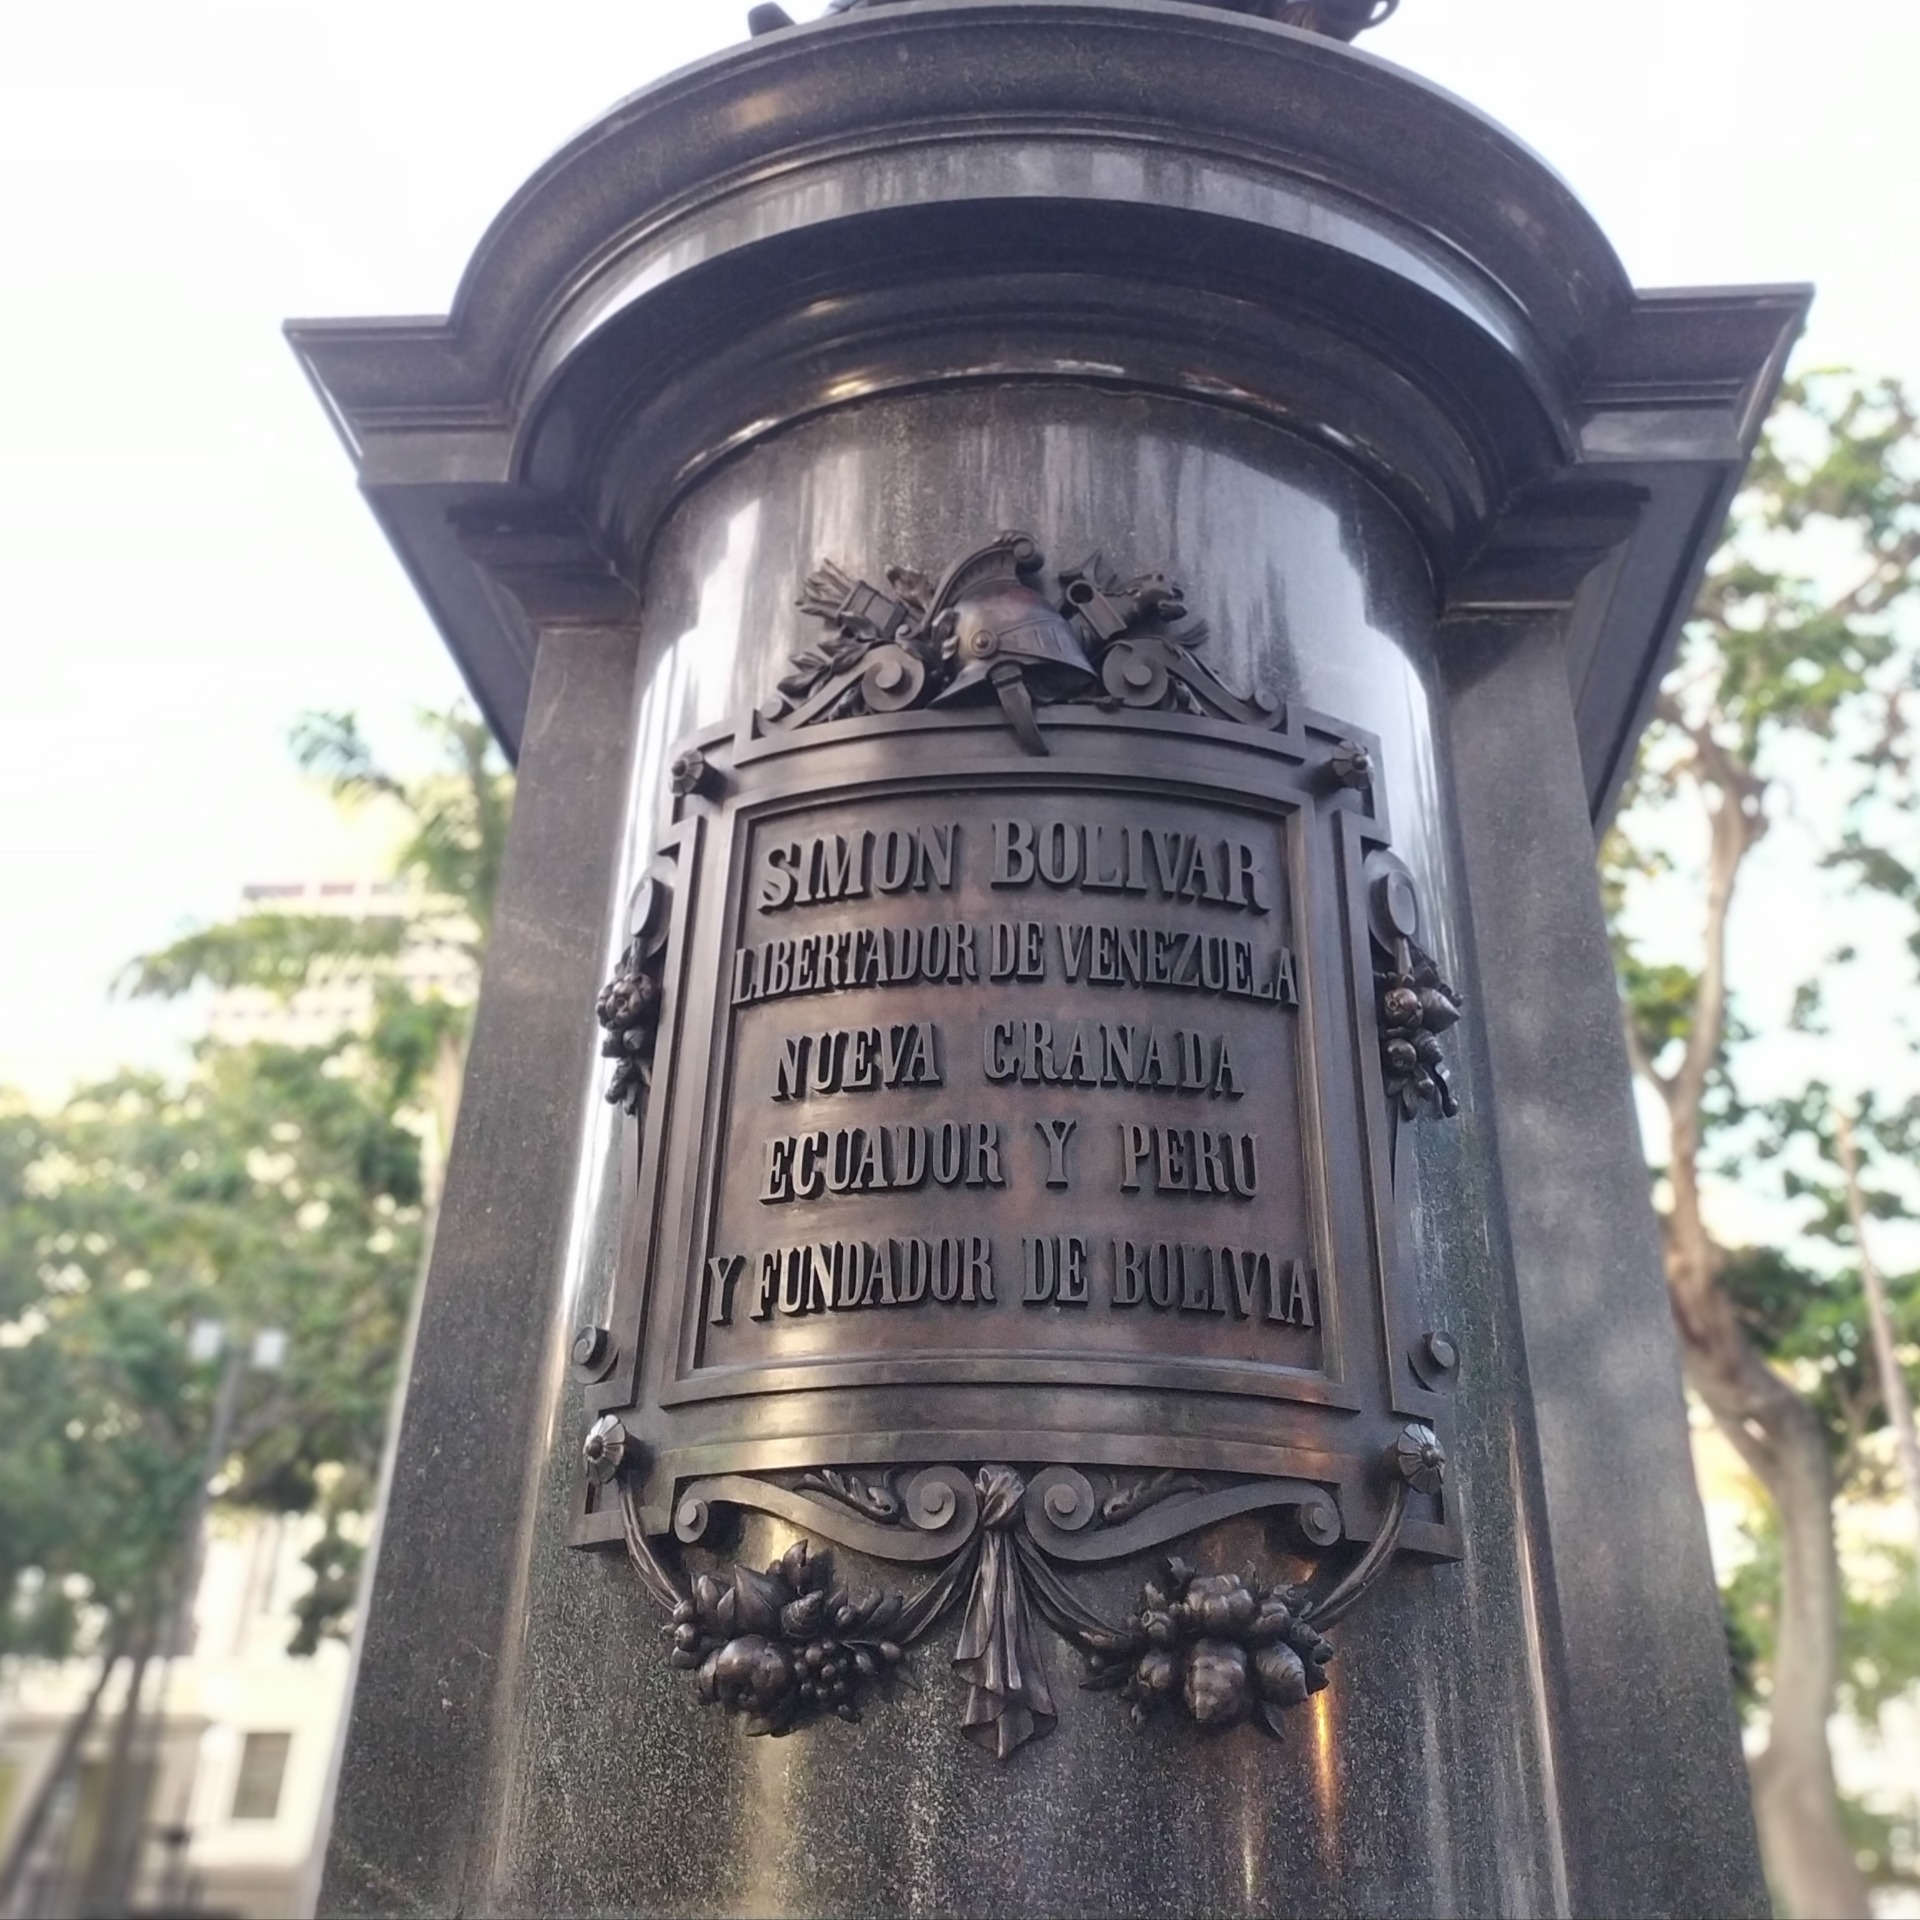 SIMON BOLIVAR
LIBERTADOR DE VENEZUELA
NUEVA GRANADA
ECUADOR Y PERU
Y FUNDADOR DE BOLIVIA